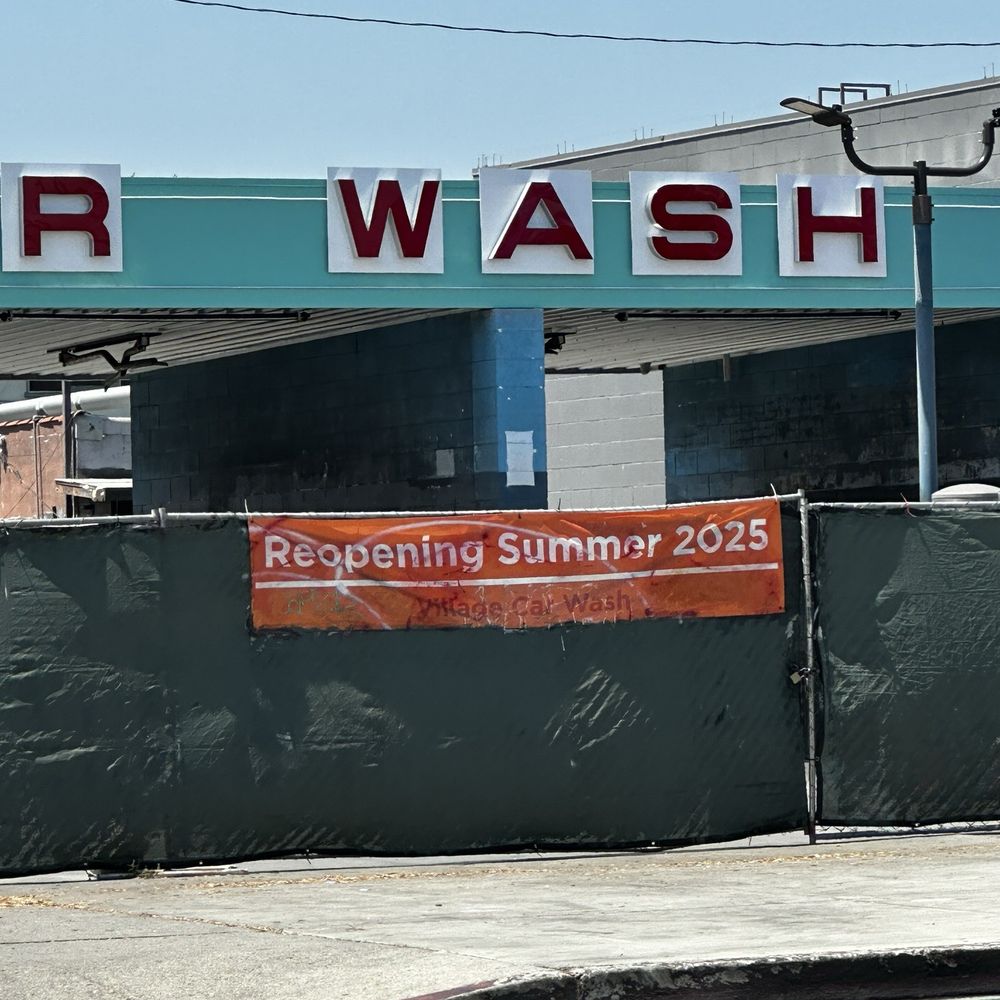 R WASH
Reopening Summer 2025
Village Car Wash